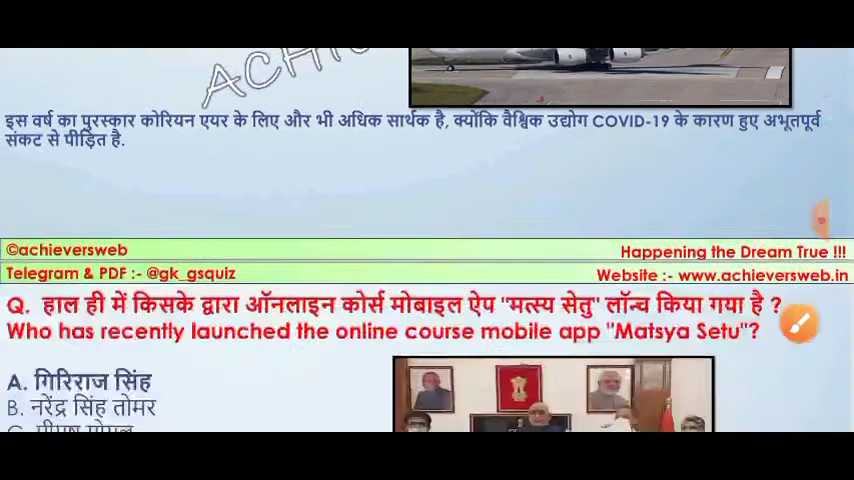 ACHIE
इस वर्ष का पुरस्कार कोरियन एयर के लिए और भी अधिक सार्थक है, क्योंकि वैश्विक उद्योग COVID-19 के कारण हुए अभूतपूर्व
संकट से पीड़ित है.
©achieversweb Happening the Dream True !!!
Telegram & PDF :- @gk_gsquiz Website :- www.achieversweb.in
Q. हाल ही में किसके द्वारा ऑनलाइन कोर्स मोबाइल ऐप "मत्स्य सेतु" लॉन्च किया गया है ?
Who has recently launched the online course mobile app "Matsya Setu"?
A. गिरिराज सिंह
B. नरेंद्र सिंह तोमर
C. पीयूष गोयल